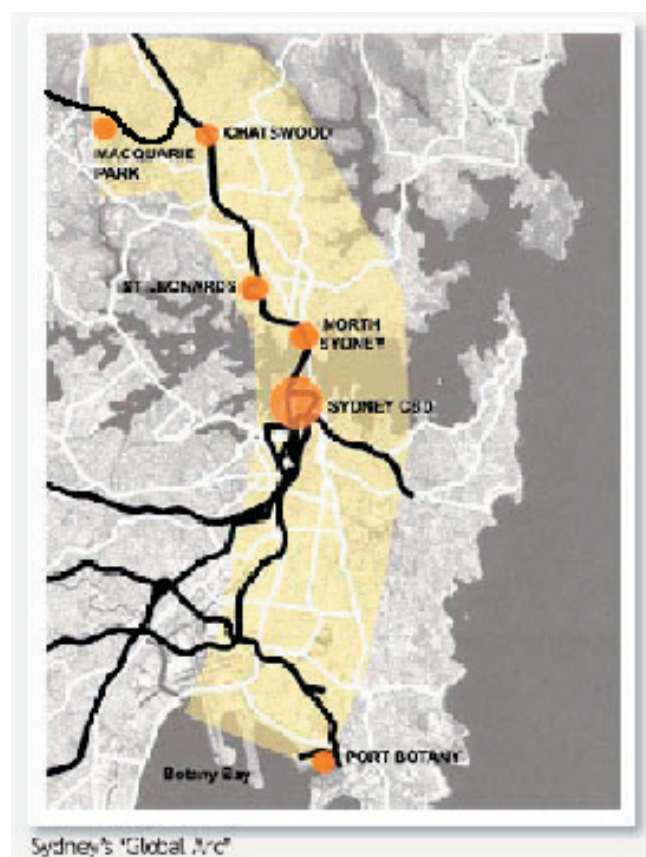 CHATSWOOD
MACQUARIE
PARK
ST LEONARDS
NORTH
SYDNEY
SYDNEY CBD
PORT BOTANY
Botany Bay
Sydney's "Global Arc"